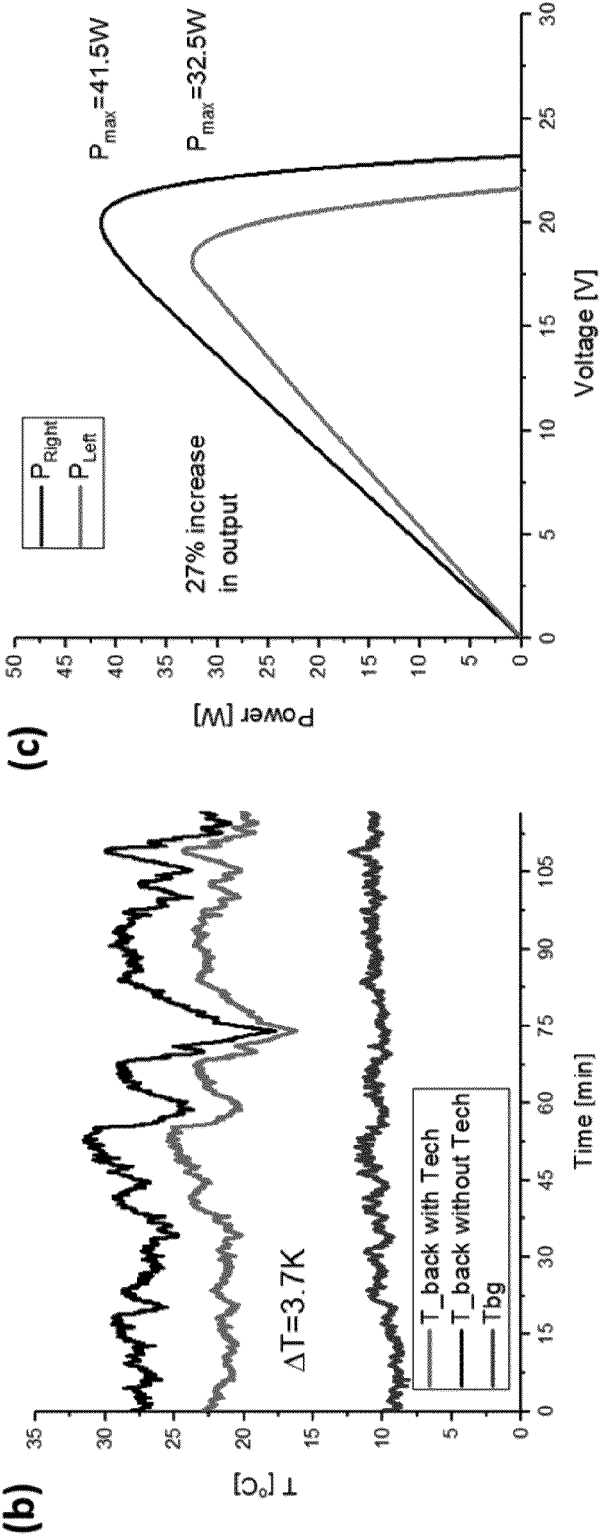 (b)
35
30
25
20
15
10
5
0
T [°C]
ΔT=3.7K
T_back with Tech
T_back without Tech
Tbg
0
15
30
45
60
75
90
105
Time [min]
(c)
50
45
40
35
30
25
20
15
10
5
0
Power [W]
P_Right
P_Left
27% increase
in output
P_max=41.5W
P_max=32.5W
0
5
10
15
20
25
30
Voltage [V]